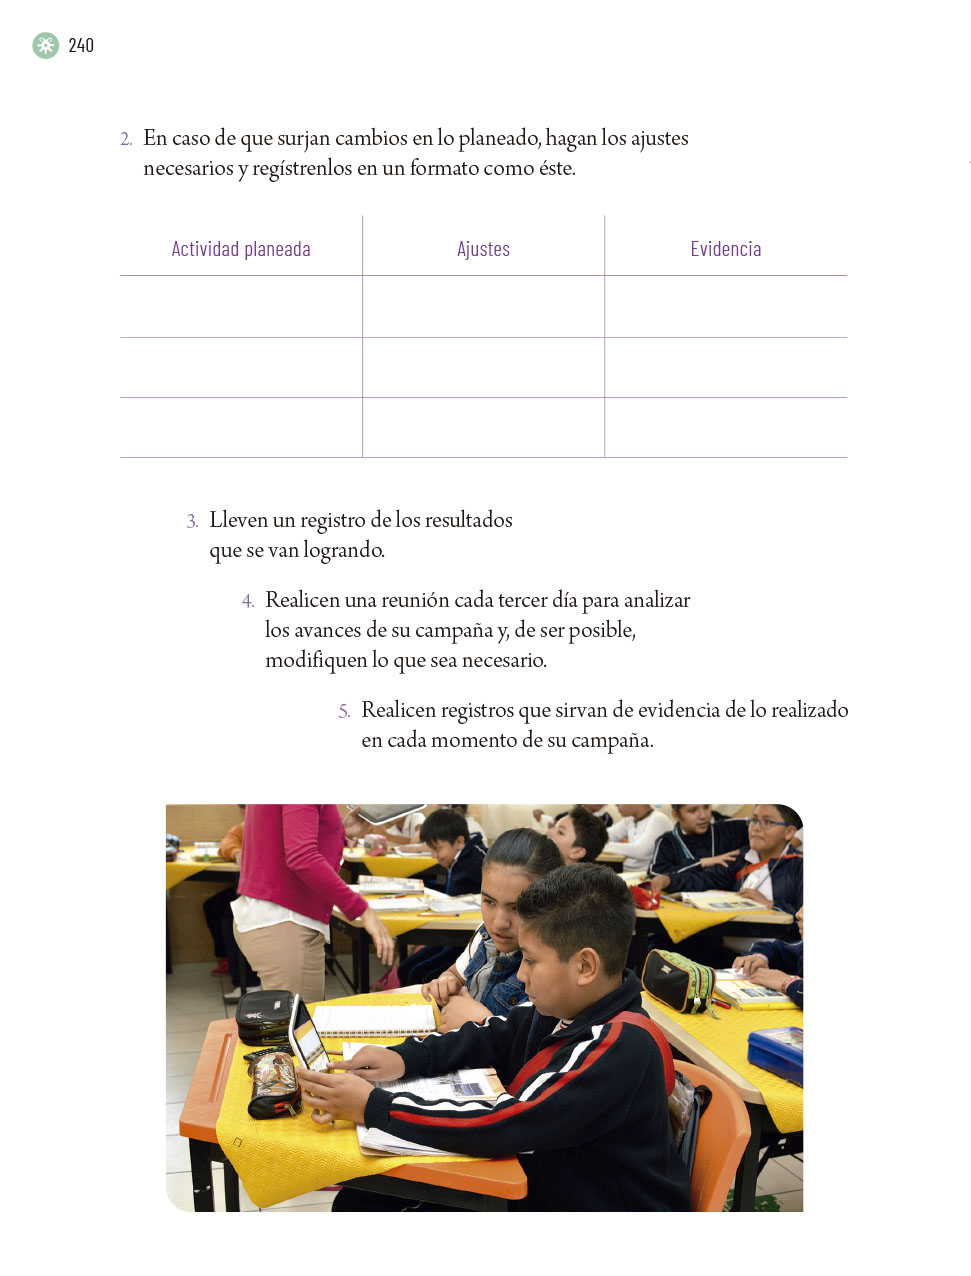 240
2. En caso de que surjan cambios en lo planeado, hagan los ajustes
necesarios y regístrenlos en un formato como éste.
Actividad planeada Ajustes Evidencia
3. Lleven un registro de los resultados
que se van logrando.
4. Realicen una reunión cada tercer día para analizar
los avances de su campaña y, de ser posible,
modifiquen lo que sea necesario.
5. Realicen registros que sirvan de evidencia de lo realizado
en cada momento de su campaña.